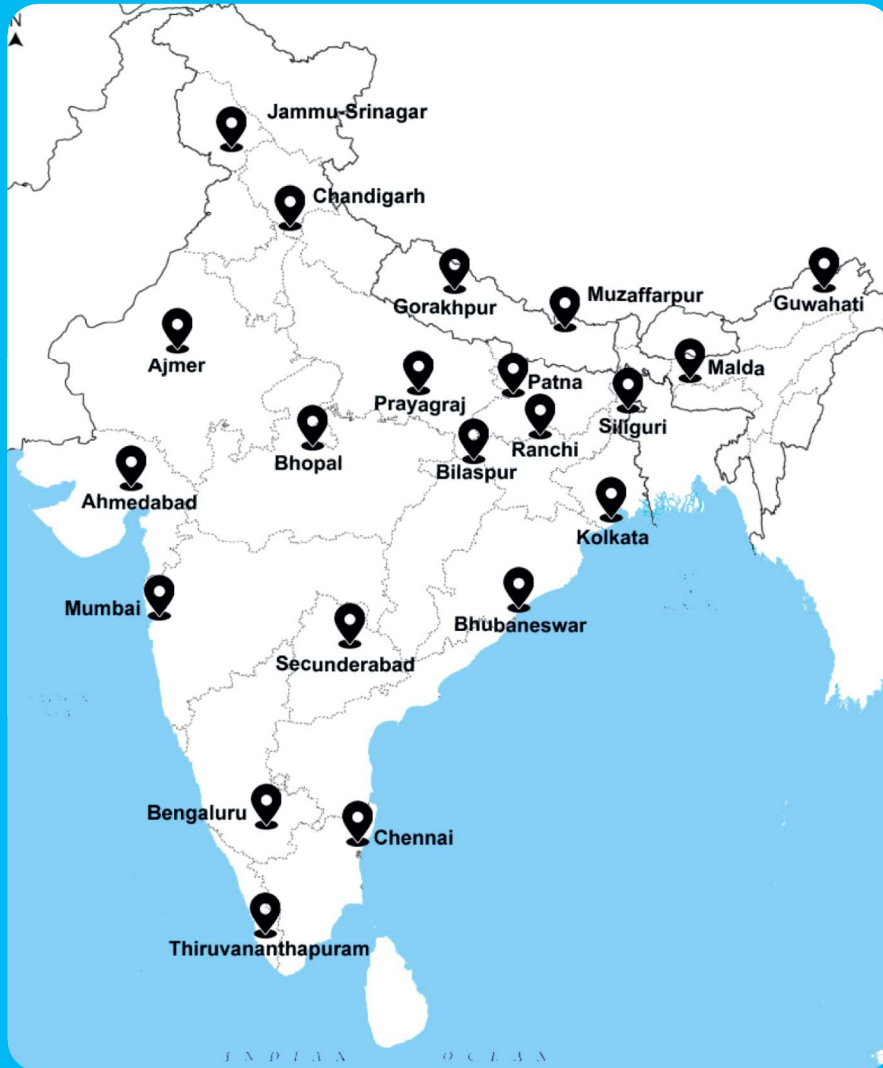 N
Jammu-Srinagar
Chandigarh
Gorakhpur
Muzaffarpur
Guwahati
Ajmer
Prayagraj
Patna
Malda
Siliguri
Bhopal
Ranchi
Bilaspur
Ahmedabad
Kolkata
Mumbai
Bhubaneswar
Secunderabad
Bengaluru
Chennai
Thiruvananthapuram
INDIAN OCEAN